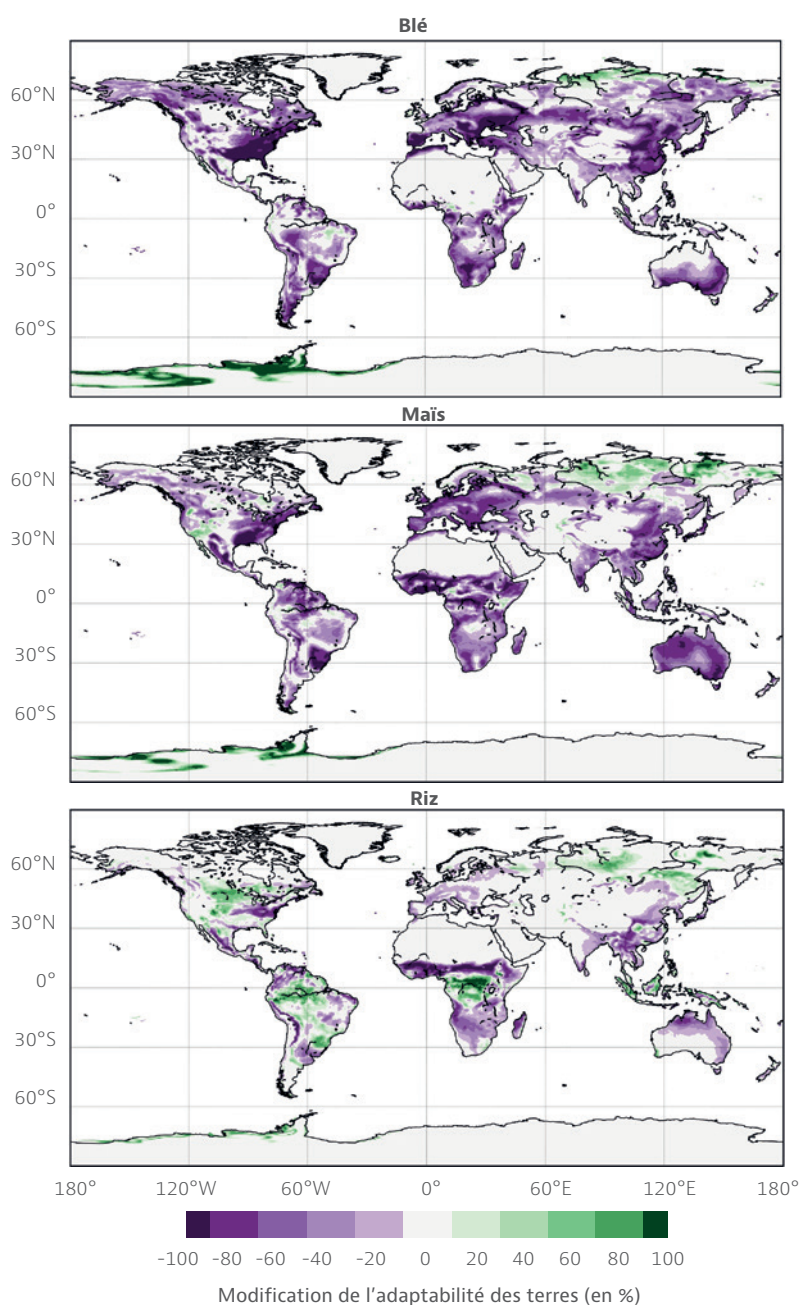 Blé
60°N
30°N
0°
30°S
60°S
Maïs
60°N
30°N
0°
30°S
60°S
Riz
60°N
30°N
0°
30°S
60°S
180° 120°W 60°W 0° 60°E 120°E 180°
-100 -80 -60 -40 -20 0 20 40 60 80 100
Modification de l’adaptabilité des terres (en %)